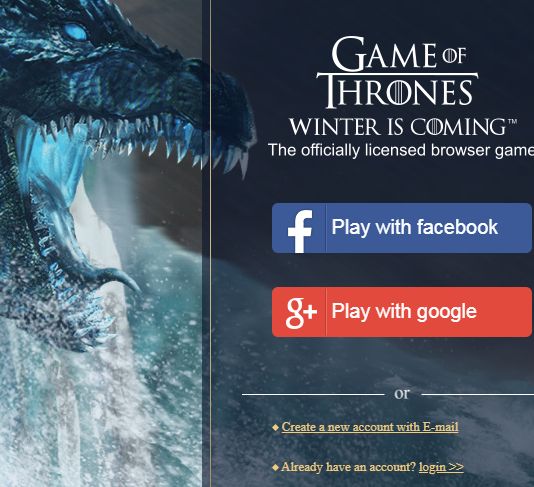 GAME OF
THRONES
WINTER IS COMING™
The officially licensed browser game
f Play with facebook
g+ Play with google
or
Create a new account with E-mail
Already have an account? login >>